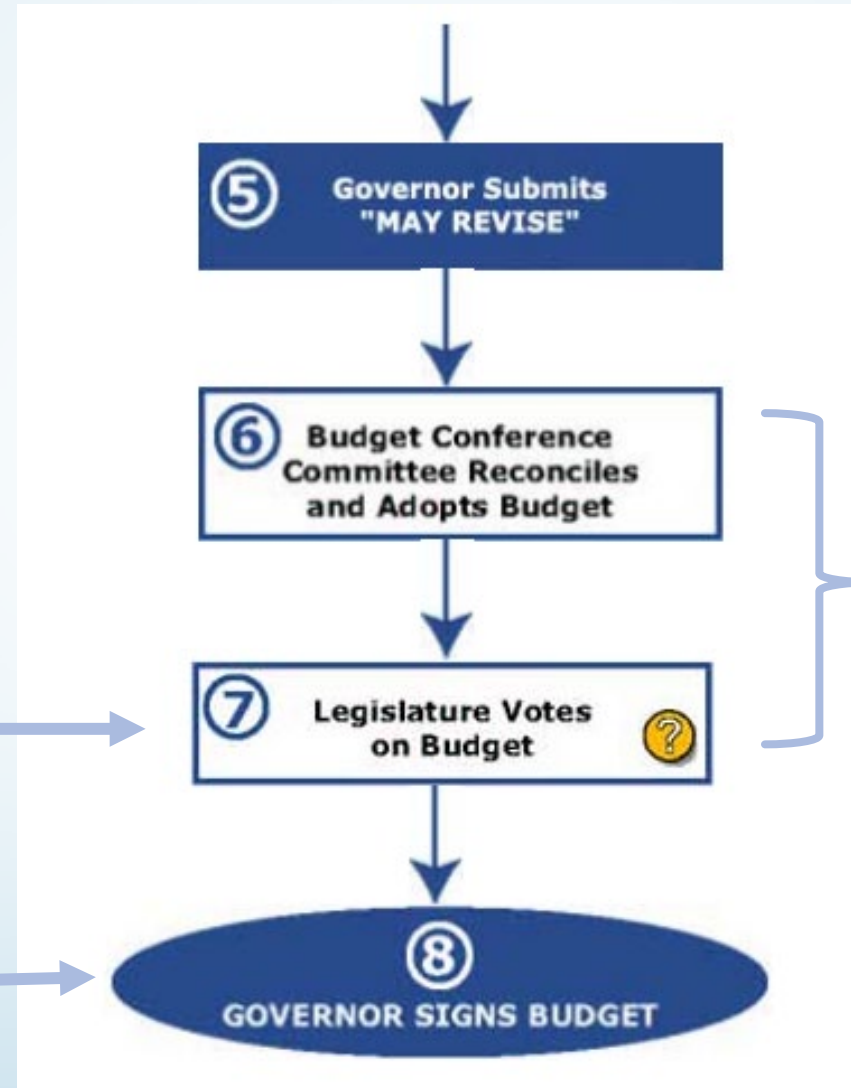 5
Governor Submits
"MAY REVISE"
6
Budget Conference
Committee Reconciles
and Adopts Budget
7
Legislature Votes
on Budget
?
8
GOVERNOR SIGNS BUDGET